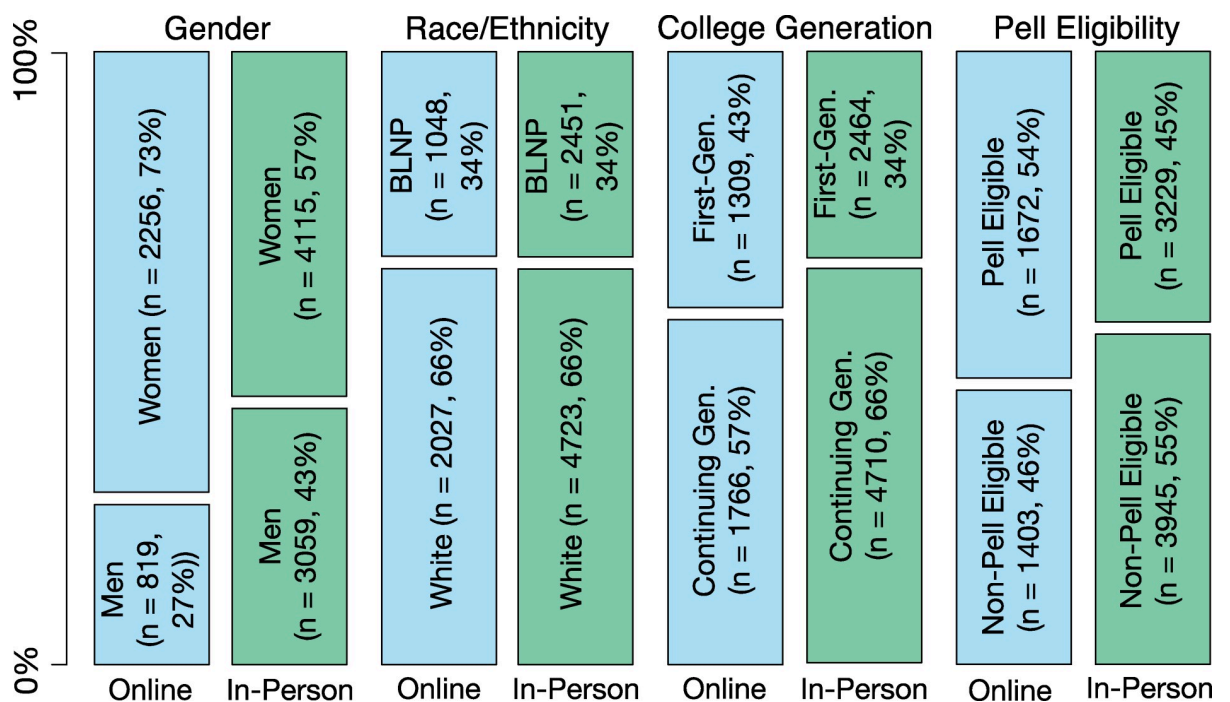 Gender
Race/Ethnicity
College Generation
Pell Eligibility
100%
0%
Women (n = 2256, 73%)
Men
(n = 819,
27%))
Women
(n = 4115, 57%)
Men
(n = 3059, 43%)
BLNP
(n = 1048,
34%)
White (n = 2027, 66%)
BLNP
(n = 2451,
34%)
White (n = 4723, 66%)
First-Gen.
(n = 1309, 43%)
Continuing Gen.
(n = 1766, 57%)
First-Gen.
(n = 2464,
34%)
Continuing Gen.
(n = 4710, 66%)
Pell Eligible
(n = 1672, 54%)
Non-Pell Eligible
(n = 1403, 46%)
Pell Eligible
(n = 3229, 45%)
Non-Pell Eligible
(n = 3945, 55%)
Online
In-Person
Online
In-Person
Online
In-Person
Online
In-Person